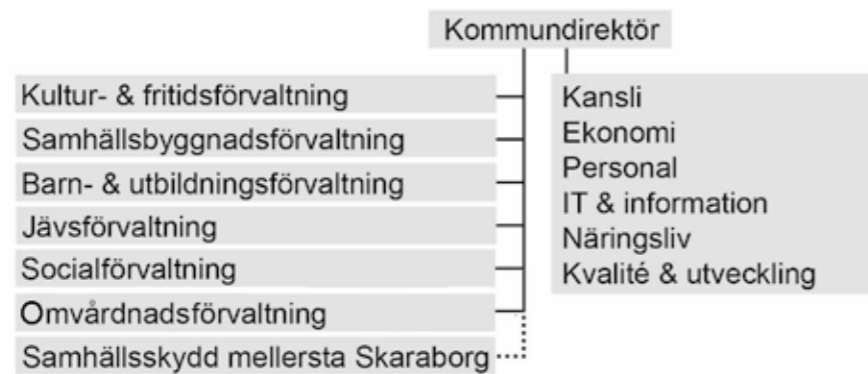 Kommundirektör
Kultur- & fritidsförvaltning
Samhällsbyggnadsförvaltning
Barn- & utbildningsförvaltning
Jävsförvaltning
Socialförvaltning
Omvårdnadsförvaltning
Samhällsskydd mellersta Skaraborg
Kansli
Ekonomi
Personal
IT & information
Näringsliv
Kvalité & utveckling